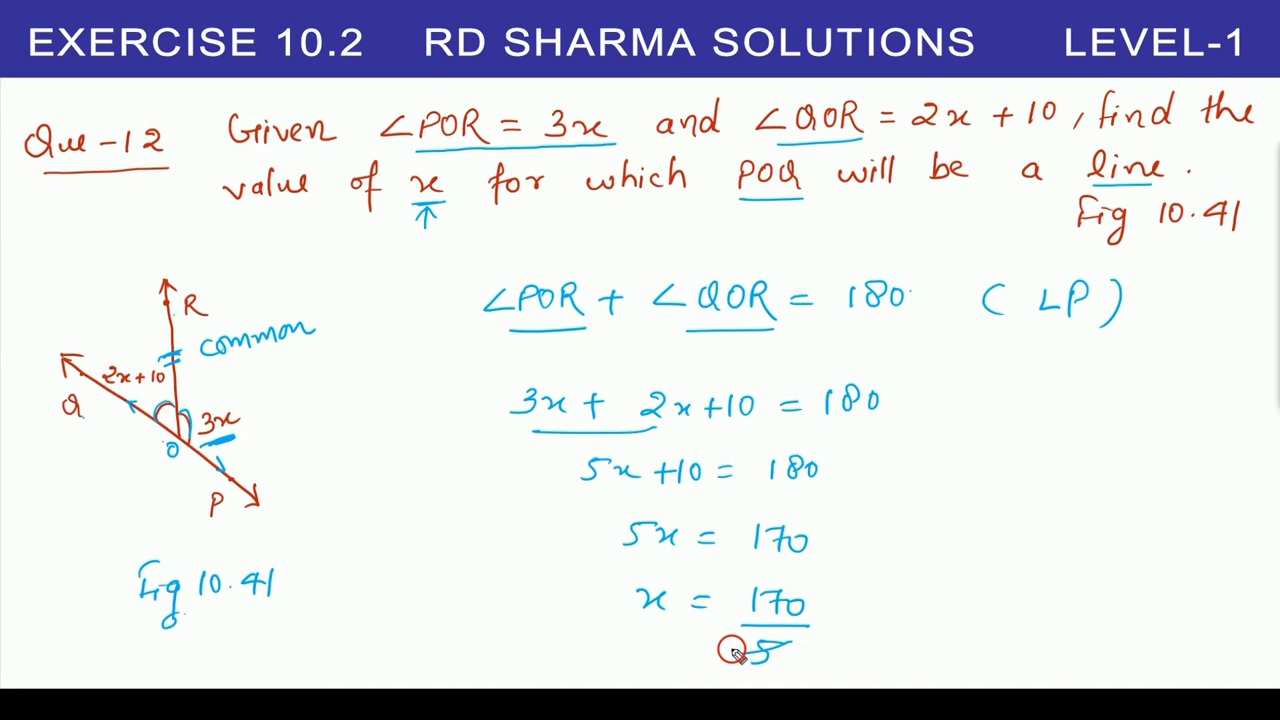 EXERCISE 10.2 RD SHARMA SOLUTIONS LEVEL-1
Que-12 Given ∠POR = 3x and ∠QOR = 2x + 10, find the
value of x for which POQ will be a line.
Fig 10.41
R
common
2x+10
Q
3x
O
P
Fig 10.41
∠POR + ∠QOR = 180 (LP)
3x + 2x+10 = 180
5x +10 = 180
5x = 170
x = 170
5